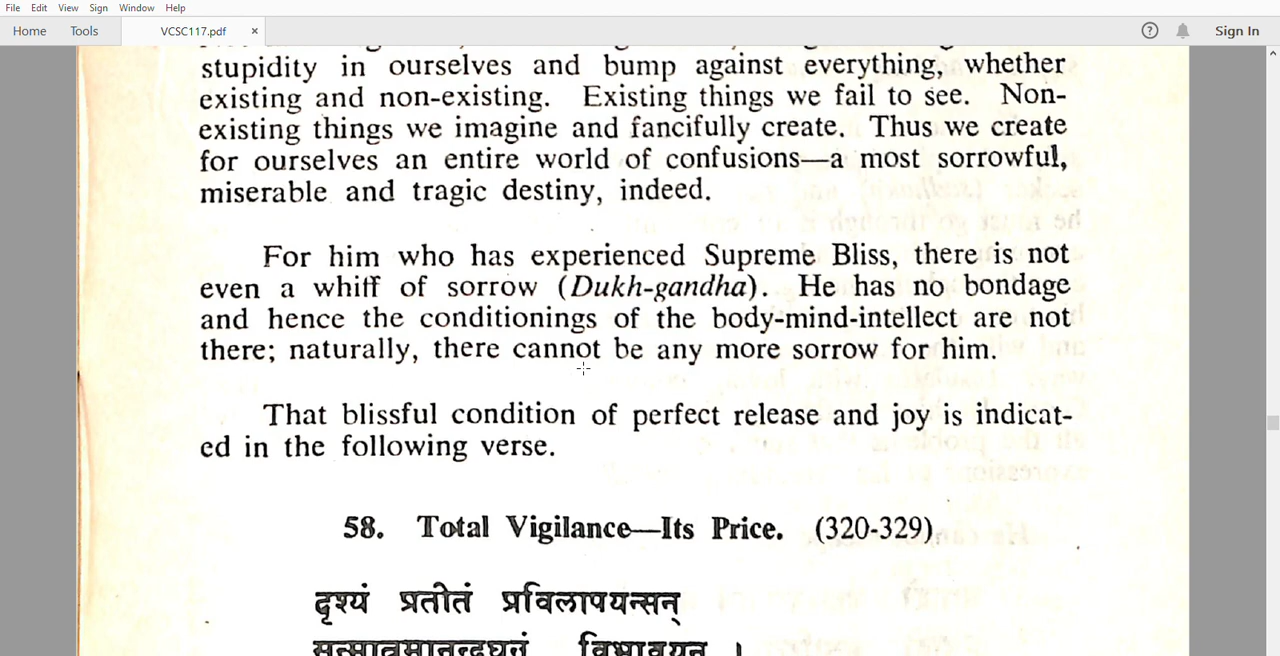 File Edit View Sign Window Help
Home Tools VCSC117.pdf × Sign In
stupidity in ourselves and bump against everything, whether
existing and non-existing. Existing things we fail to see. Non-
existing things we imagine and fancifully create. Thus we create
for ourselves an entire world of confusions—a most sorrowful,
miserable and tragic destiny, indeed.
For him who has experienced Supreme Bliss, there is not
even a whiff of sorrow (Dukh-gandha). He has no bondage
and hence the conditionings of the body-mind-intellect are not
there; naturally, there cannot be any more sorrow for him.
That blissful condition of perfect release and joy is indicat-
ed in the following verse.
58. Total Vigilance—Its Price. (320-329)
दृश्यं प्रतीतं प्रविलापयन्सन्
सन्मात्रमानन्दघनं विभावयन् ।